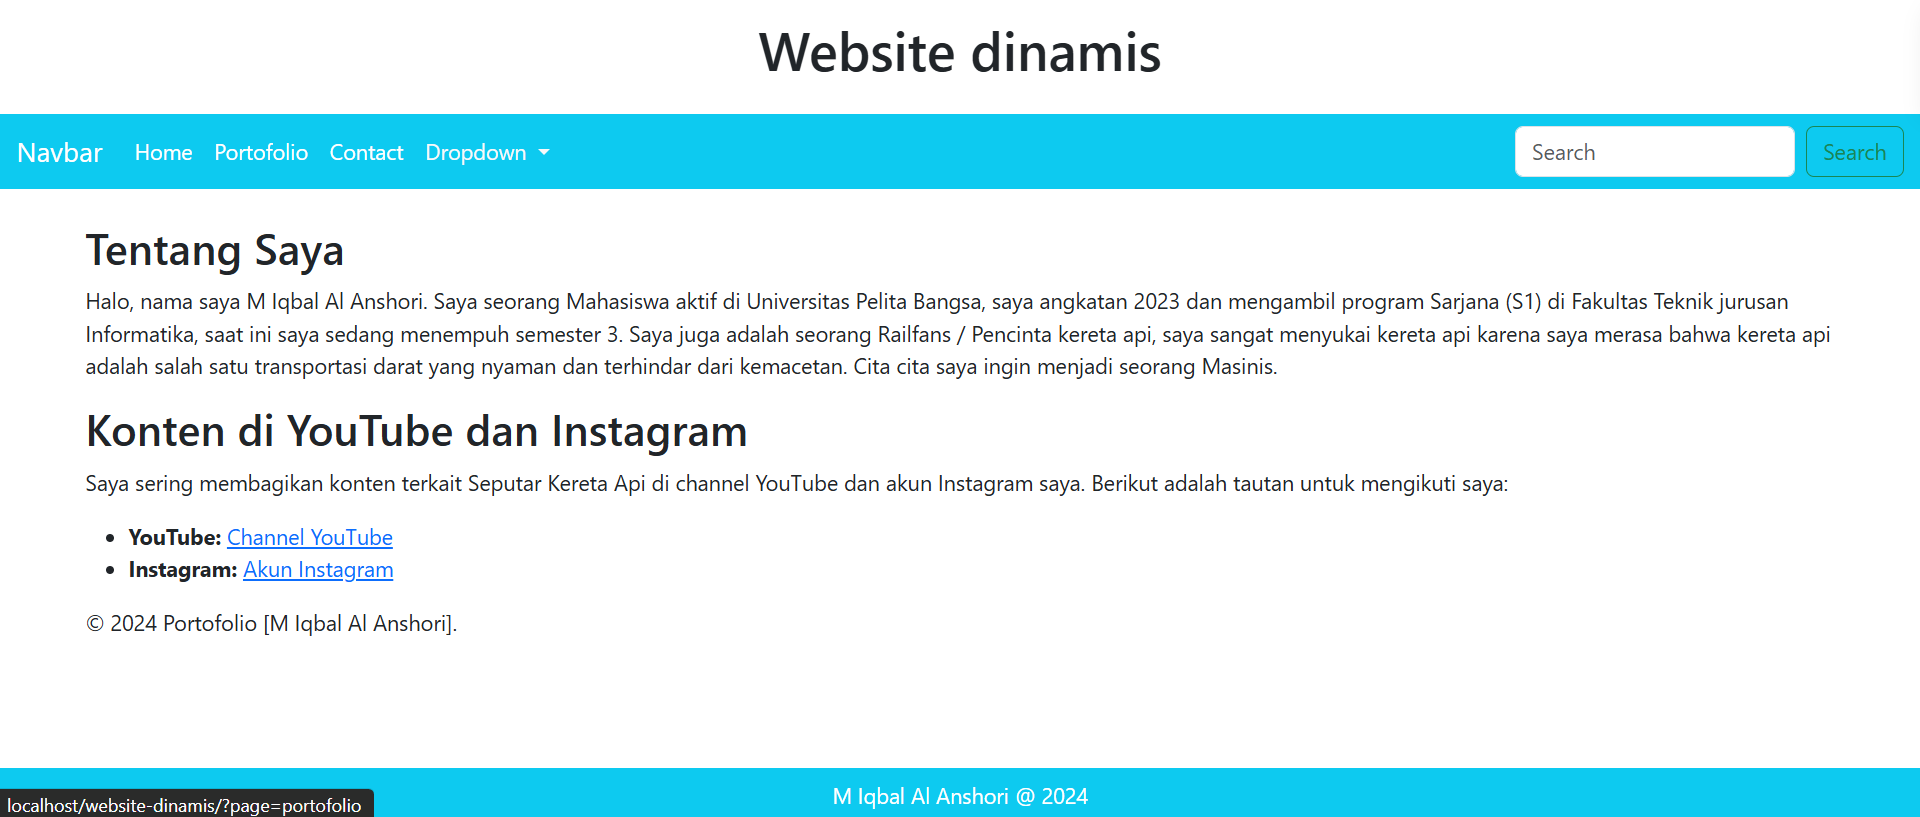 Website dinamis
Navbar Home Portofolio Contact Dropdown Search Search
Tentang Saya
Halo, nama saya M Iqbal Al Anshori. Saya seorang Mahasiswa aktif di Universitas Pelita Bangsa, saya angkatan 2023 dan mengambil program Sarjana (S1) di Fakultas Teknik jurusan
Informatika, saat ini saya sedang menempuh semester 3. Saya juga adalah seorang Railfans / Pencinta kereta api, saya sangat menyukai kereta api karena saya merasa bahwa kereta api
adalah salah satu transportasi darat yang nyaman dan terhindar dari kemacetan. Cita cita saya ingin menjadi seorang Masinis.
Konten di YouTube dan Instagram
Saya sering membagikan konten terkait Seputar Kereta Api di channel YouTube dan akun Instagram saya. Berikut adalah tautan untuk mengikuti saya:
• YouTube: Channel YouTube
• Instagram: Akun Instagram
© 2024 Portofolio [M Iqbal Al Anshori].
M Iqbal Al Anshori @ 2024
localhost/website-dinamis/?page=portofolio